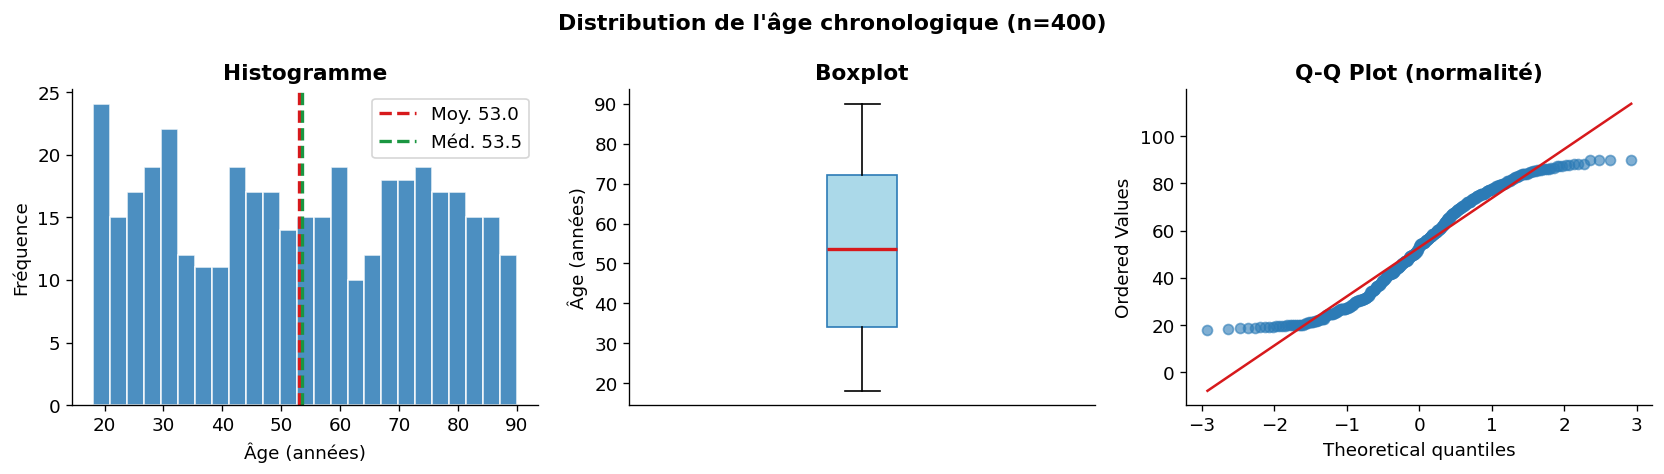 Distribution de l'âge chronologique (n=400)
Histogramme
Moy. 53.0
Méd. 53.5
Fréquence
25
20
15
10
5
0
20 30 40 50 60 70 80 90
Âge (années)
Boxplot
Âge (années)
90
80
70
60
50
40
30
20
Q-Q Plot (normalité)
Ordered Values
100
80
60
40
20
0
−3 −2 −1 0 1 2 3
Theoretical quantiles